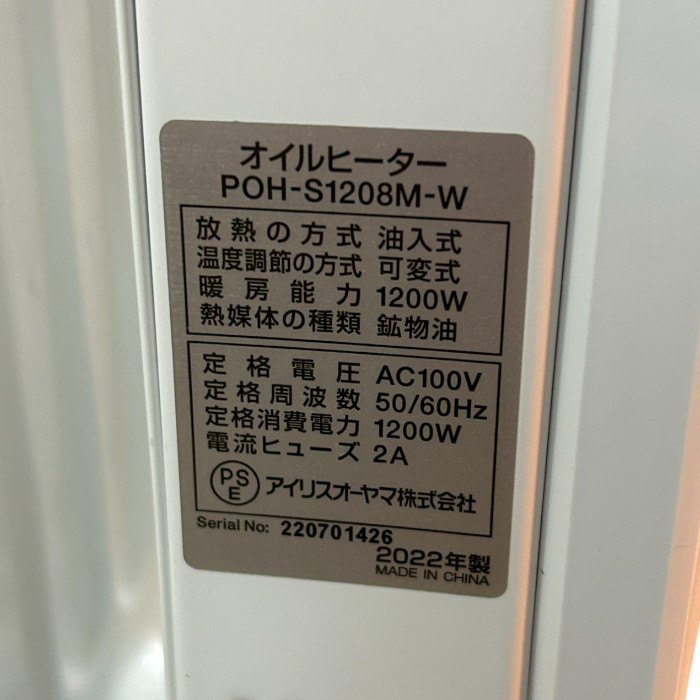 オイルヒーター
POH-S1208M-W
放熱の方式 油入式
温度調節の方式 可変式
暖房能力 1200W
熱媒体の種類 鉱物油
定格電圧 AC100V
定格周波数 50/60Hz
定格消費電力 1200W
電流ヒューズ 2A
PSE アイリスオーヤマ株式会社
Serial No: 220701426
2022年製
MADE IN CHINA